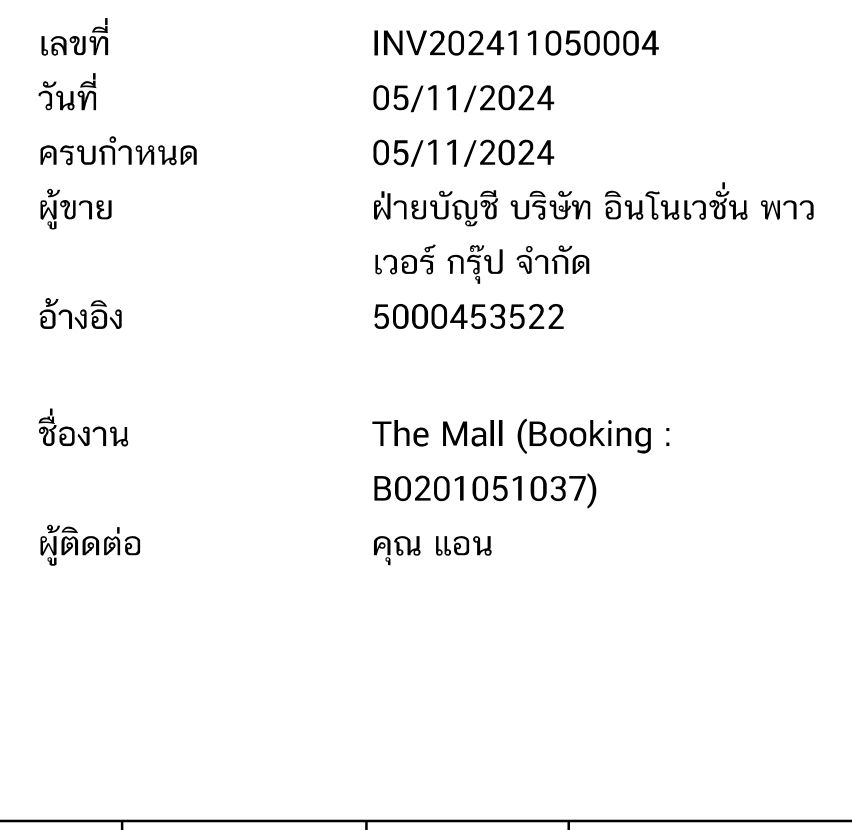 เลขที่ INV202411050004
วันที่ 05/11/2024
ครบกำหนด 05/11/2024
ผู้ขาย ฝ่ายบัญชี บริษัท อินโนเวชั่น พาว
เวอร์ กรุ๊ป จำกัด
อ้างอิง 5000453522
ชื่องาน The Mall (Booking :
B0201051037)
ผู้ติดต่อ คุณ แอน